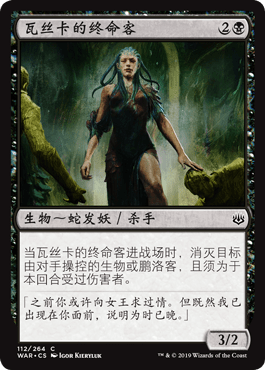 瓦丝卡的终命客 2
生物～蛇发妖／杀手
当瓦丝卡的终命客进战场时，消灭目标
由对手操控的生物或鹏洛客，且须为于
本回合受过伤害者。
「之前你或许向女王求过情。但既然我已
出现在你面前，说明为时已晚。」
3/2
112/264 C
WAR • CS IGOR KIERYLUK
™ & © 2019 Wizards of the Coast